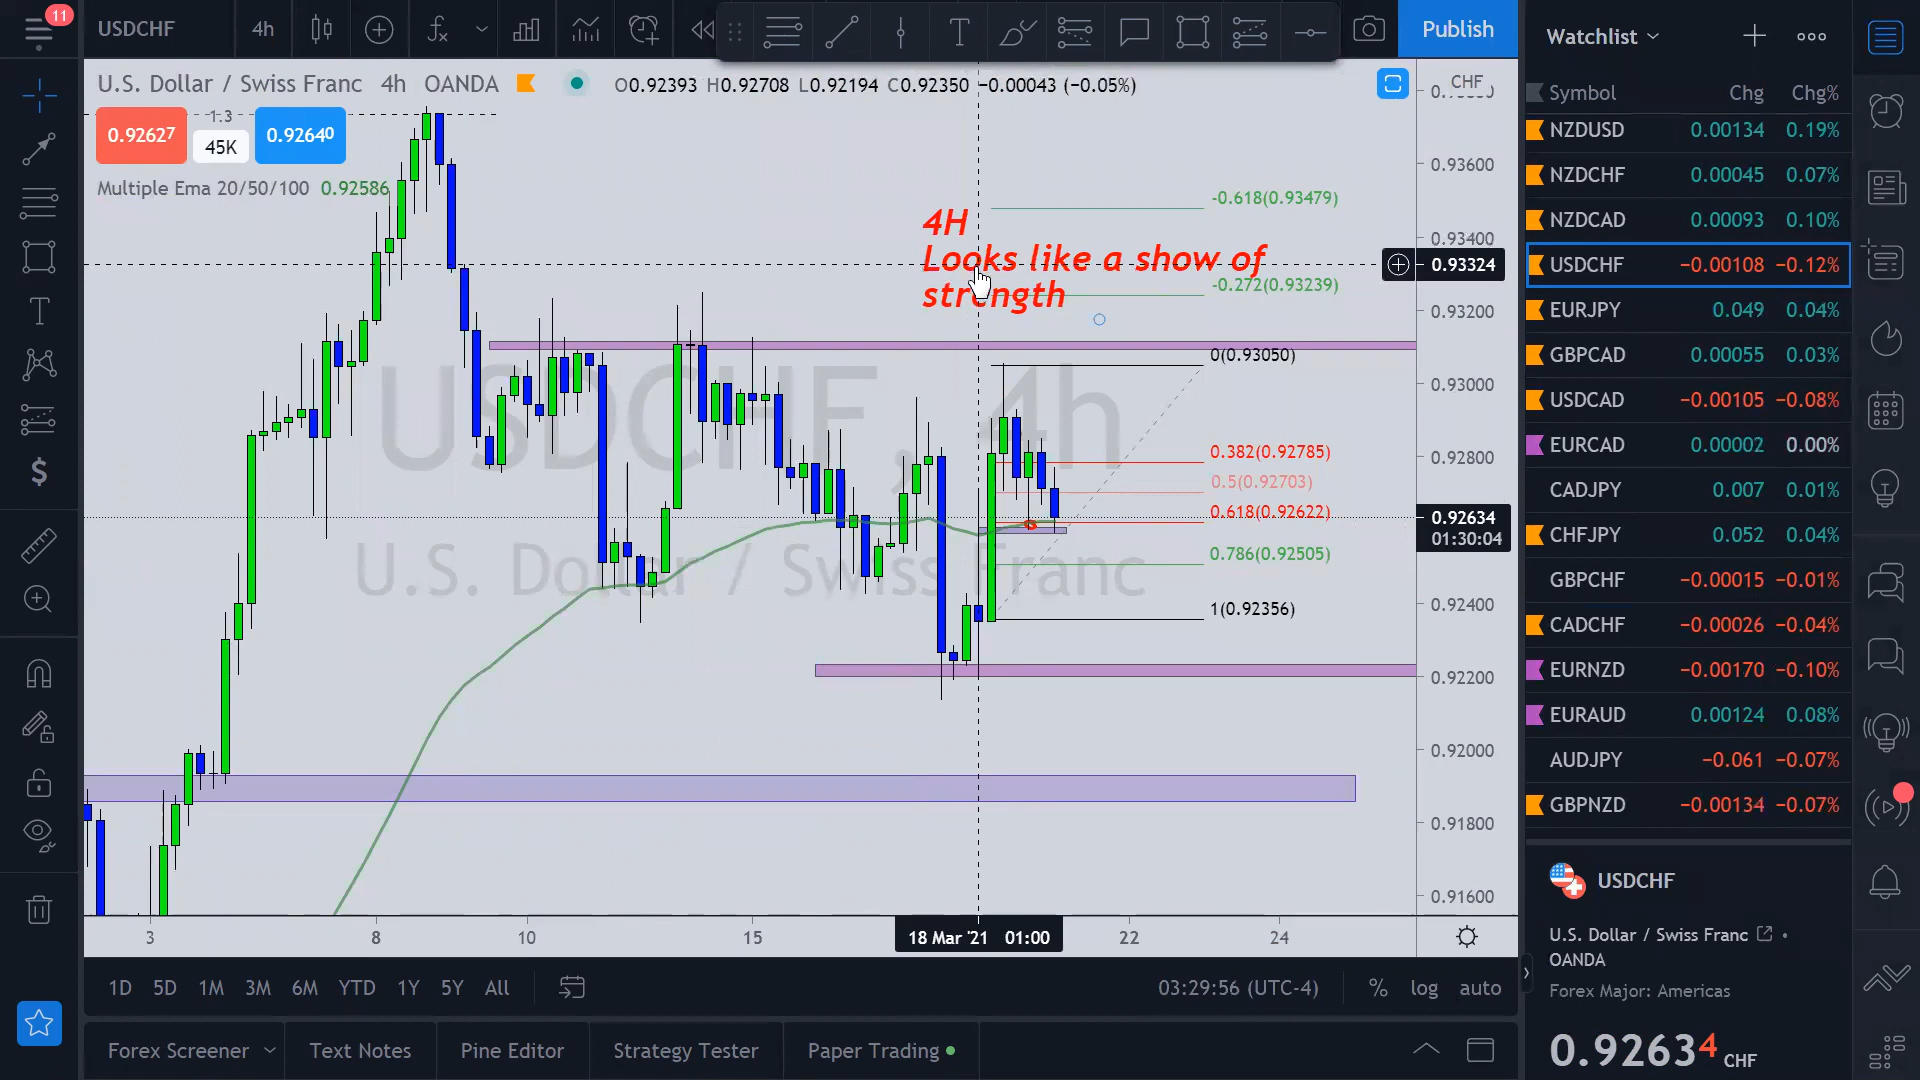 11
USDCHF
4h
Publish
Watchlist
U.S. Dollar / Swiss Franc 4h OANDA
O0.92393 H0.92708 L0.92194 C0.92350 −0.00043 (−0.05%)
CHF
0.92627
1.3
45K
0.92640
Multiple Ema 20/50/100 0.92586
4H
Looks like a show of
strength
-0.618(0.93479)
-0.272(0.93239)
0(0.93050)
0.382(0.92785)
0.5(0.92703)
0.618(0.92622)
0.786(0.92505)
1(0.92356)
USDCHF, 4h
U.S. Dollar / Swiss Franc
0.93600
0.93400
0.93324
0.93200
0.93000
0.92800
0.92634
01:30:04
0.92400
0.92200
0.92000
0.91800
0.91600
3
8
10
15
18 Mar '21 01:00
22
24
1D 5D 1M 3M 6M YTD 1Y 5Y All
03:29:56 (UTC-4)
% log auto
Forex Screener
Text Notes
Pine Editor
Strategy Tester
Paper Trading
Symbol Chg Chg%
NZDUSD 0.00134 0.19%
NZDCHF 0.00045 0.07%
NZDCAD 0.00093 0.10%
USDCHF −0.00108 −0.12%
EURJPY 0.049 0.04%
GBPCAD 0.00055 0.03%
USDCAD −0.00105 −0.08%
EURCAD 0.00002 0.00%
CADJPY 0.007 0.01%
CHFJPY 0.052 0.04%
GBPCHF −0.00015 −0.01%
CADCHF −0.00026 −0.04%
EURNZD −0.00170 −0.10%
EURAUD 0.00124 0.08%
AUDJPY −0.061 −0.07%
GBPNZD −0.00134 −0.07%
USDCHF
U.S. Dollar / Swiss Franc
OANDA
Forex Major: Americas
0.92634 CHF